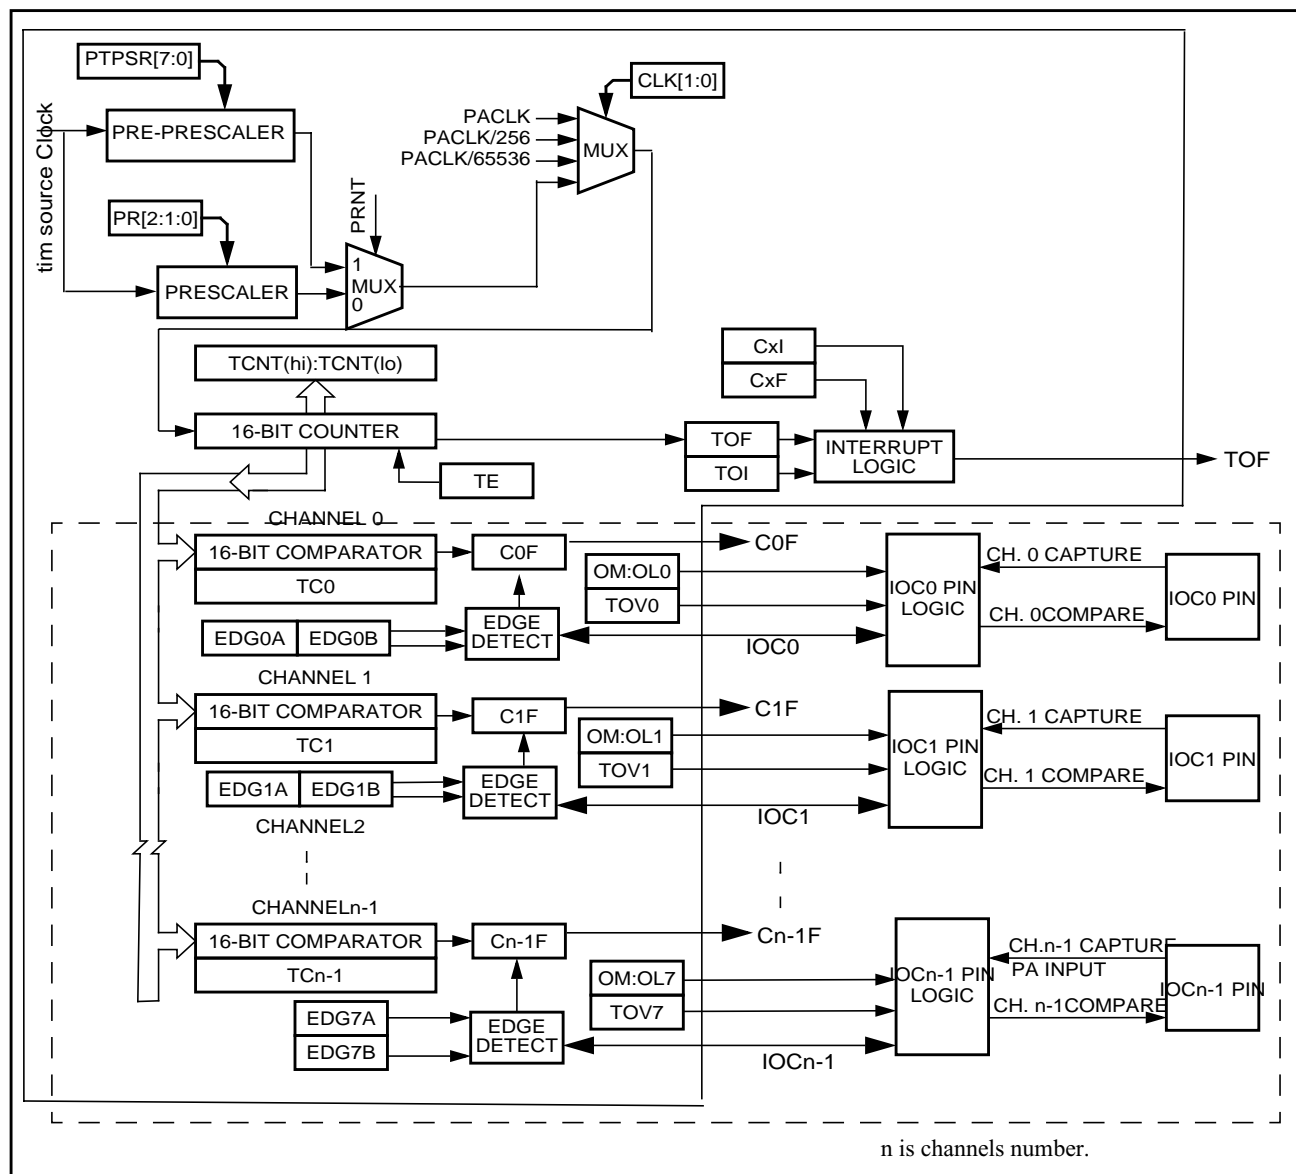 PTPSR[7:0]
CLK[1:0]
PACLK
PRE-PRESCALER
PACLK/256
MUX
PACLK/65536
tim source Clock
PRNT
PR[2:1:0]
1
PRESCALER
MUX
0
CxI
TCNT(hi):TCNT(lo)
CxF
16-BIT COUNTER
TOF
INTERRUPT
LOGIC
TOF
TOI
TE
CHANNEL 0
16-BIT COMPARATOR
C0F
C0F
TC0
OM:OL0
TOV0
IOC0 PIN
LOGIC
CH. 0 CAPTURE
IOC0 PIN
CH. 0COMPARE
EDG0A
EDG0B
EDGE
DETECT
IOC0
CHANNEL 1
16-BIT COMPARATOR
C1F
C1F
TC1
OM:OL1
TOV1
IOC1 PIN
LOGIC
CH. 1 CAPTURE
IOC1 PIN
CH. 1 COMPARE
EDG1A
EDG1B
EDGE
DETECT
IOC1
CHANNEL2
CHANNELn-1
16-BIT COMPARATOR
Cn-1F
Cn-1F
TCn-1
OM:OL7
TOV7
IOCn-1 PIN
LOGIC
CH.n-1 CAPTURE
PA INPUT
IOCn-1 PIN
CH. n-1COMPARE
EDG7A
EDG7B
EDGE
DETECT
IOCn-1
n is channels number.